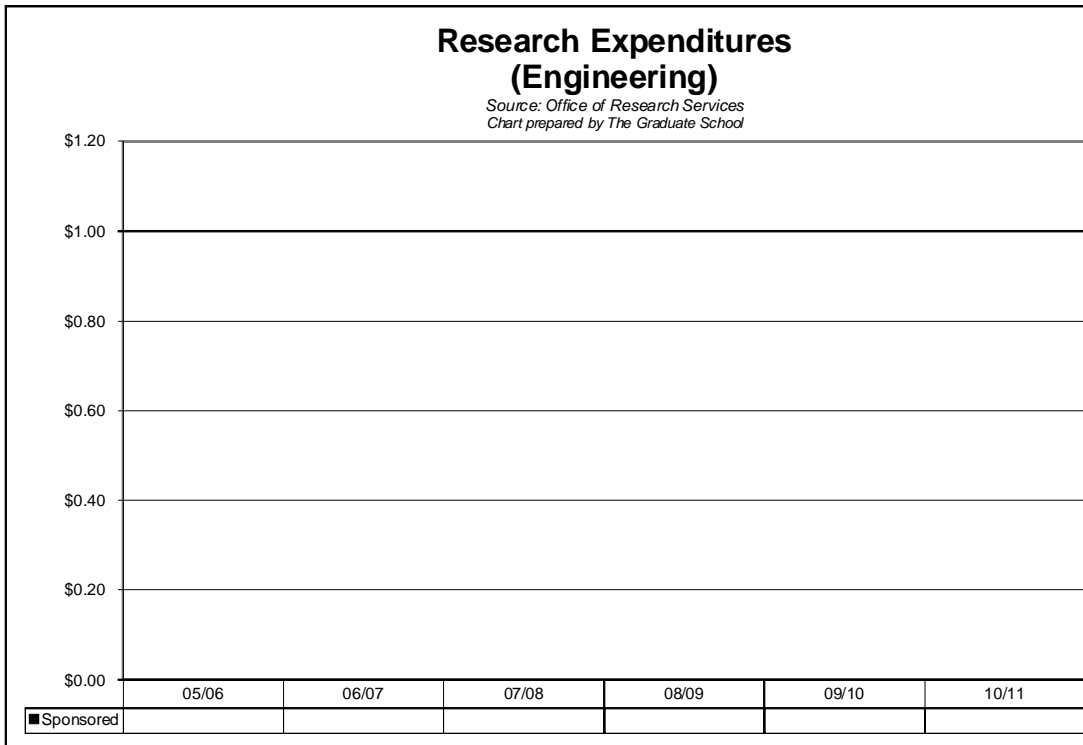 Research Expenditures
(Engineering)
Source: Office of Research Services
Chart prepared by The Graduate School
$1.20
$1.00
$0.80
$0.60
$0.40
$0.20
$0.00
05/06 06/07 07/08 08/09 09/10 10/11
Sponsored